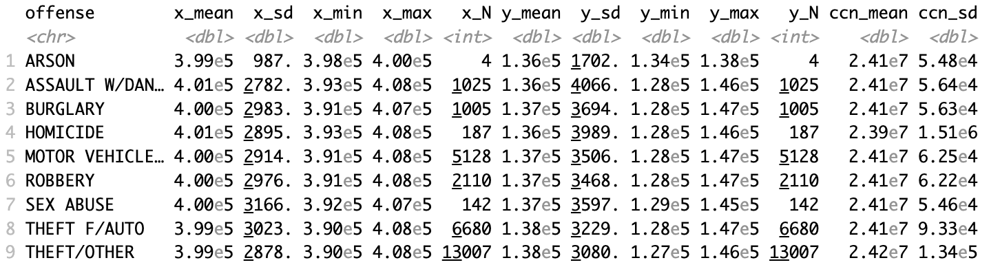 offense x_mean x_sd x_min x_max x_N y_mean y_sd y_min y_max y_N ccn_mean ccn_sd
<chr> <dbl> <dbl> <dbl> <dbl> <int> <dbl> <dbl> <dbl> <dbl> <int> <dbl> <dbl>
1 ARSON 3.99e5 987. 3.98e5 4.00e5 4 1.36e5 1702. 1.34e5 1.38e5 4 2.41e7 5.48e4
2 ASSAULT W/DAN… 4.01e5 2782. 3.93e5 4.08e5 1025 1.36e5 4066. 1.28e5 1.46e5 1025 2.41e7 5.64e4
3 BURGLARY 4.00e5 2983. 3.91e5 4.07e5 1005 1.37e5 3694. 1.28e5 1.47e5 1005 2.41e7 5.63e4
4 HOMICIDE 4.01e5 2895. 3.93e5 4.08e5 187 1.36e5 3989. 1.28e5 1.46e5 187 2.39e7 1.51e6
5 MOTOR VEHICLE… 4.00e5 2914. 3.91e5 4.08e5 5128 1.37e5 3506. 1.28e5 1.47e5 5128 2.41e7 6.25e4
6 ROBBERY 4.00e5 2976. 3.91e5 4.08e5 2110 1.37e5 3468. 1.28e5 1.47e5 2110 2.41e7 6.22e4
7 SEX ABUSE 4.00e5 3166. 3.92e5 4.07e5 142 1.37e5 3597. 1.29e5 1.45e5 142 2.41e7 5.46e4
8 THEFT F/AUTO 3.99e5 3023. 3.90e5 4.08e5 6680 1.38e5 3229. 1.28e5 1.47e5 6680 2.41e7 9.33e4
9 THEFT/OTHER 3.99e5 2878. 3.90e5 4.08e5 13007 1.38e5 3080. 1.27e5 1.46e5 13007 2.42e7 1.34e5